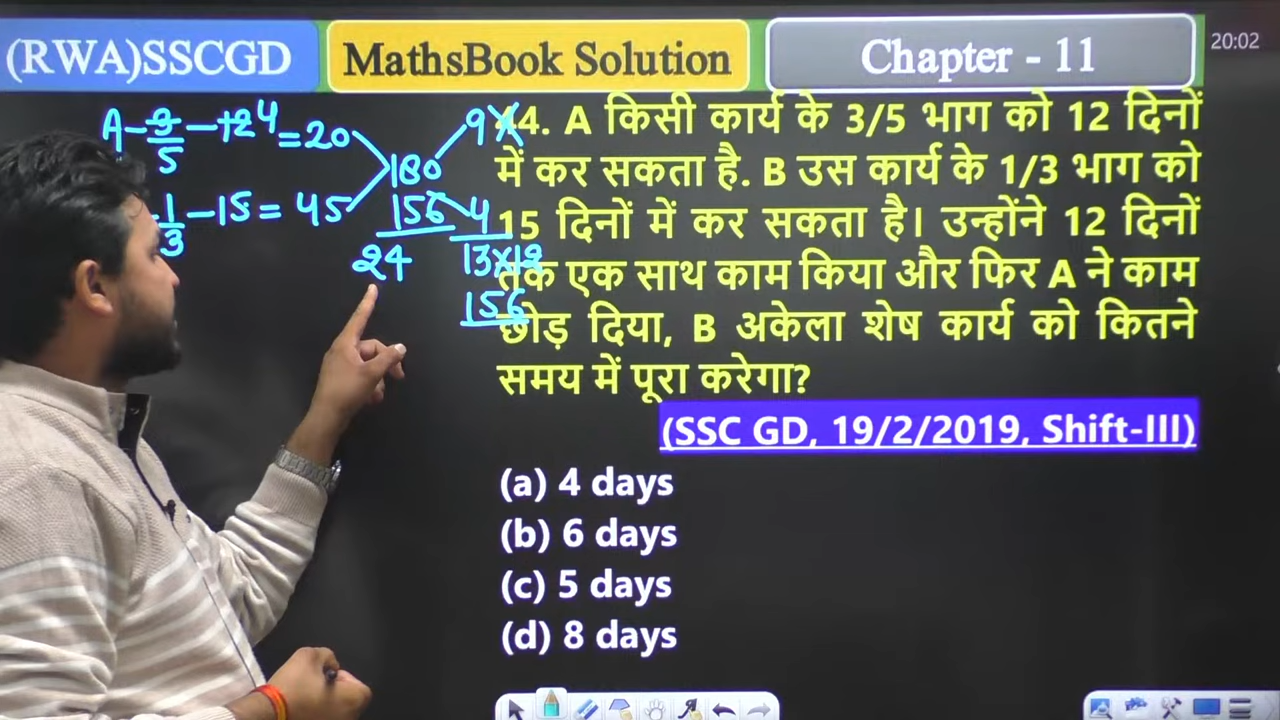 (RWA)SSCGD
MathsBook Solution
Chapter - 11
20:02
A-3/5-12 4 =20
1/3-15=45
180
156
24
9
4
13x12
156
44. A किसी कार्य के 3/5 भाग को 12 दिनों
में कर सकता है. B उस कार्य के 1/3 भाग को
15 दिनों में कर सकता है। उन्होंने 12 दिनों
तक एक साथ काम किया और फिर A ने काम
छोड़ दिया, B अकेला शेष कार्य को कितने
समय में पूरा करेगा?
(SSC GD, 19/2/2019, Shift-III)
(a) 4 days
(b) 6 days
(c) 5 days
(d) 8 days